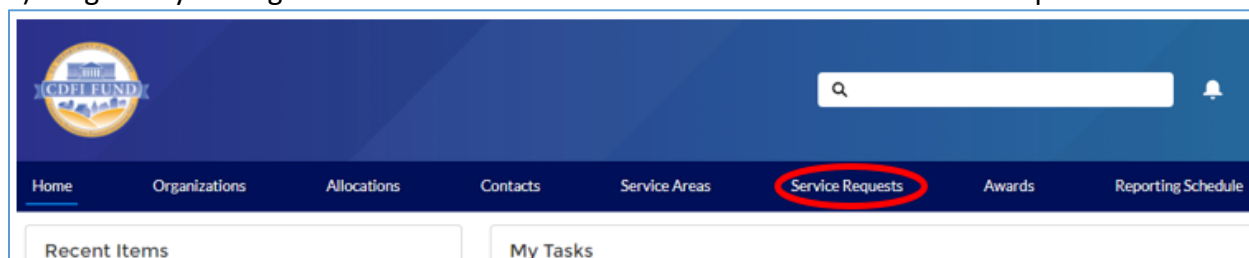 CDFI FUND
Home Organizations Allocations Contacts Service Areas Service Requests Awards Reporting Schedule
Recent Items My Tasks